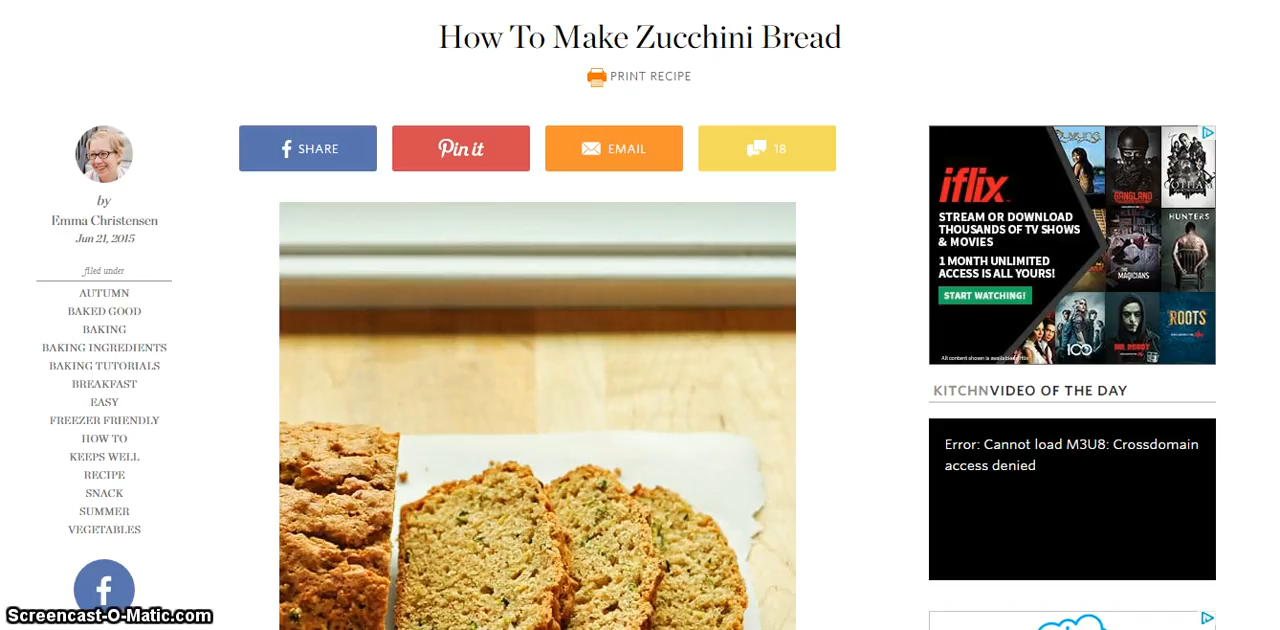 How To Make Zucchini Bread
PRINT RECIPE
SHARE
Pin it
EMAIL
18
by
Emma Christensen
Jun 21, 2015
filed under
AUTUMN
BAKED GOOD
BAKING
BAKING INGREDIENTS
BAKING TUTORIALS
BREAKFAST
EASY
FREEZER FRIENDLY
HOW TO
KEEPS WELL
RECIPE
SNACK
SUMMER
VEGETABLES
iflix
STREAM OR DOWNLOAD
THOUSANDS OF TV SHOWS
& MOVIES
1 MONTH UNLIMITED
ACCESS IS ALL YOURS!
START WATCHING!
GANGLAND
GOTHAM
HUNTERS
THE MAGICIANS
100
MR. ROBOT
ROOTS
KITCHNVIDEO OF THE DAY
Error: Cannot load M3U8: Crossdomain
access denied
Screencast-O-Matic.com